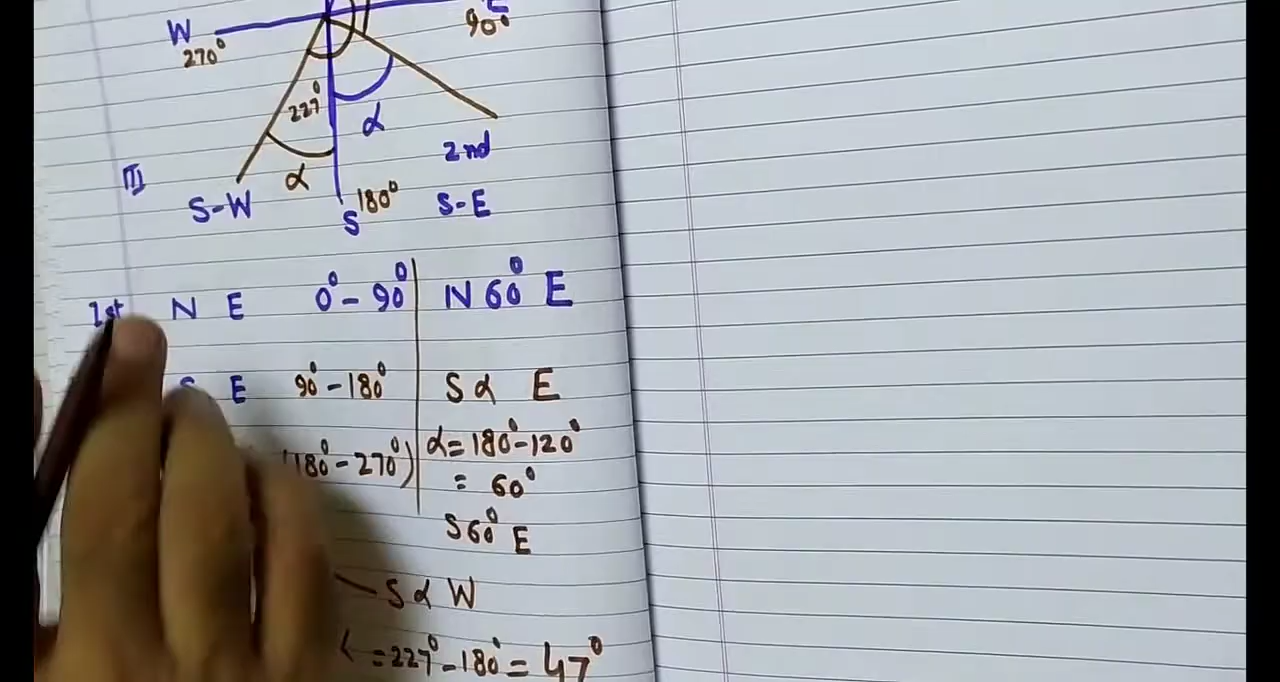 W E
270° 90°
227°
α
2nd
III α
S-W 180° S-E
S
1st N E 0° - 90° N 60° E
S E 90° - 180° S α E
(180° - 270°) α = 180° - 120°
= 60°
S 60° E
S α W
= 227° - 180° = 47°